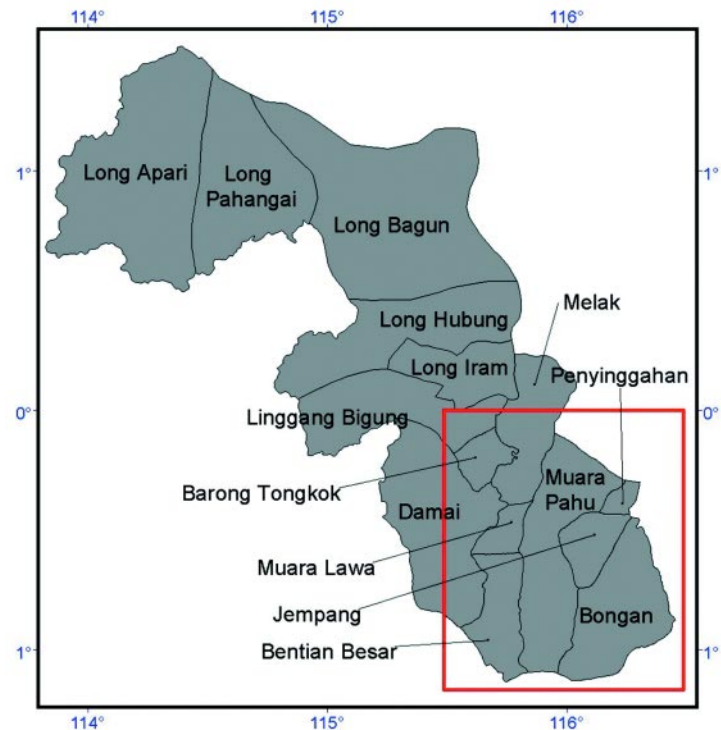 114°
115°
116°
1°
1°
Long Apari
Long
Pahangai
Long Bagun
Long Hubung
Melak
Long Iram
Penyinggahan
0°
0°
Linggang Bigung
Muara
Pahu
Barong Tongkok
Damai
Muara Lawa
Jempang
Bongan
Bentian Besar
1°
1°
114°
115°
116°